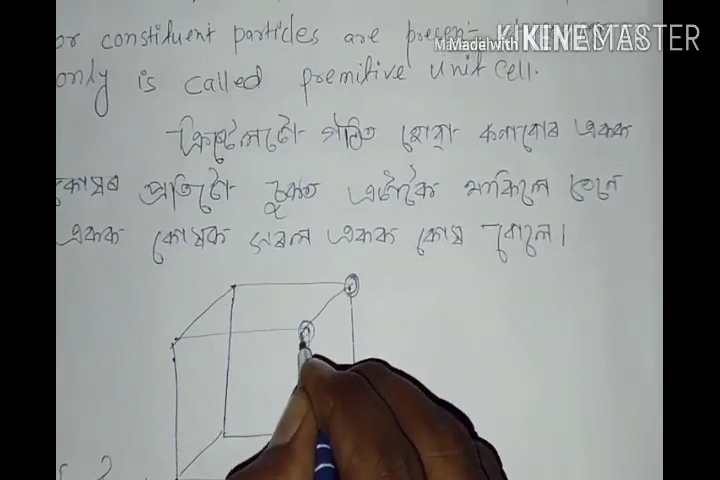 or constituent particles are presen
Made with KINEMASTER
only is called premitive unit cell.
ক্ৰিষ্টেলটো গঠিত হোৱা কণাবোৰ একক
কোষৰ প্ৰতিটো চুকত এটাকৈ থাকিলে তেনে
একক কোষক সৰল একক কোষ বোলে।